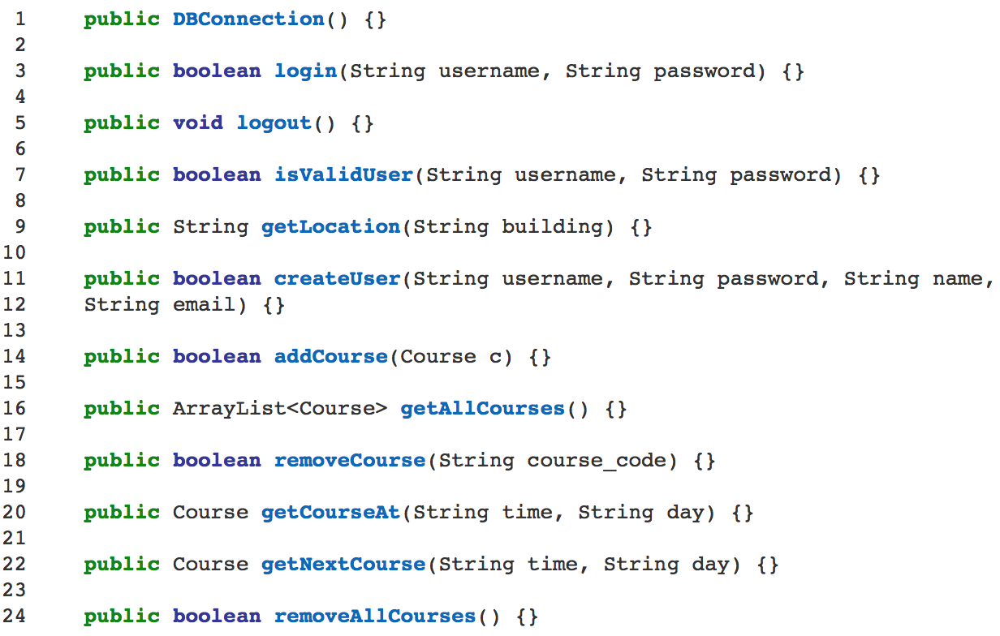 1 public DBConnection() {}
2
3 public boolean login(String username, String password) {}
4
5 public void logout() {}
6
7 public boolean isValidUser(String username, String password) {}
8
9 public String getLocation(String building) {}
10
11 public boolean createUser(String username, String password, String name,
12 String email) {}
13
14 public boolean addCourse(Course c) {}
15
16 public ArrayList<Course> getAllCourses() {}
17
18 public boolean removeCourse(String course_code) {}
19
20 public Course getCourseAt(String time, String day) {}
21
22 public Course getNextCourse(String time, String day) {}
23
24 public boolean removeAllCourses() {}